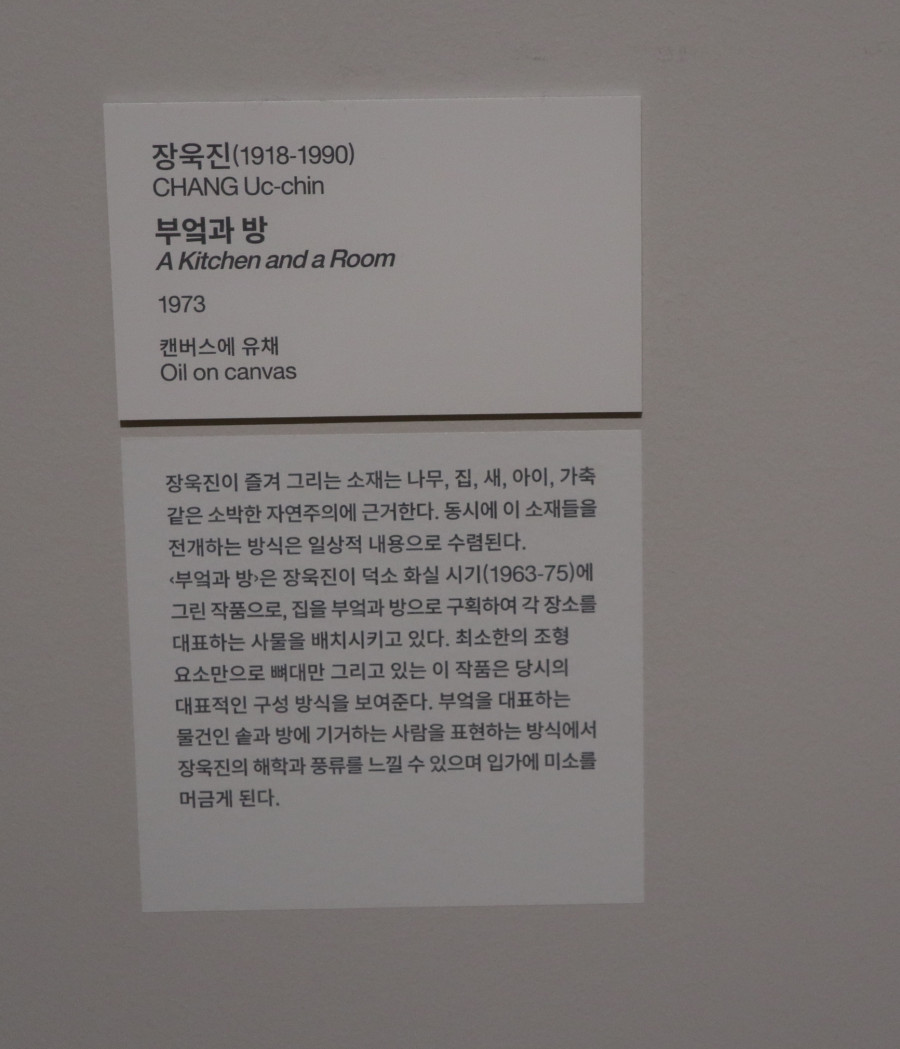 장욱진(1918-1990)
CHANG Uc-chin
부엌과 방
A Kitchen and a Room
1973
캔버스에 유채
Oil on canvas
장욱진이 즐겨 그리는 소재는 나무, 집, 새, 아이, 가축
같은 소박한 자연주의에 근거한다. 동시에 이 소재들을
전개하는 방식은 일상적 내용으로 수렴된다.
‹부엌과 방›은 장욱진이 덕소 화실 시기(1963-75)에
그린 작품으로, 집을 부엌과 방으로 구획하여 각 장소를
대표하는 사물을 배치시키고 있다. 최소한의 조형
요소만으로 뼈대만 그리고 있는 이 작품은 당시의
대표적인 구성 방식을 보여준다. 부엌을 대표하는
물건인 솥과 방에 기거하는 사람을 표현하는 방식에서
장욱진의 해학과 풍류를 느낄 수 있으며 입가에 미소를
머금게 된다.